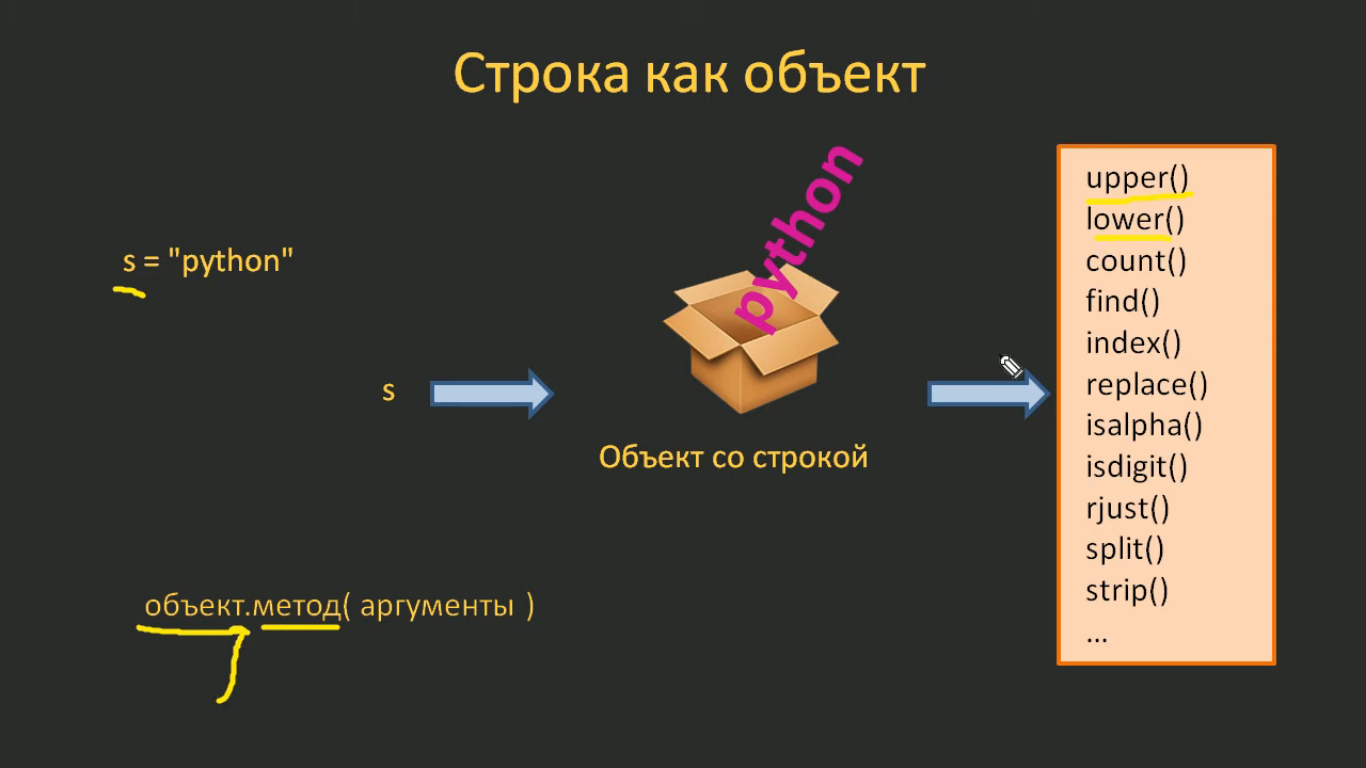 Строка как объект
s = "python"
python
s
Объект со строкой
объект.метод( аргументы )
upper()
lower()
count()
find()
index()
replace()
isalpha()
isdigit()
rjust()
split()
strip()
...